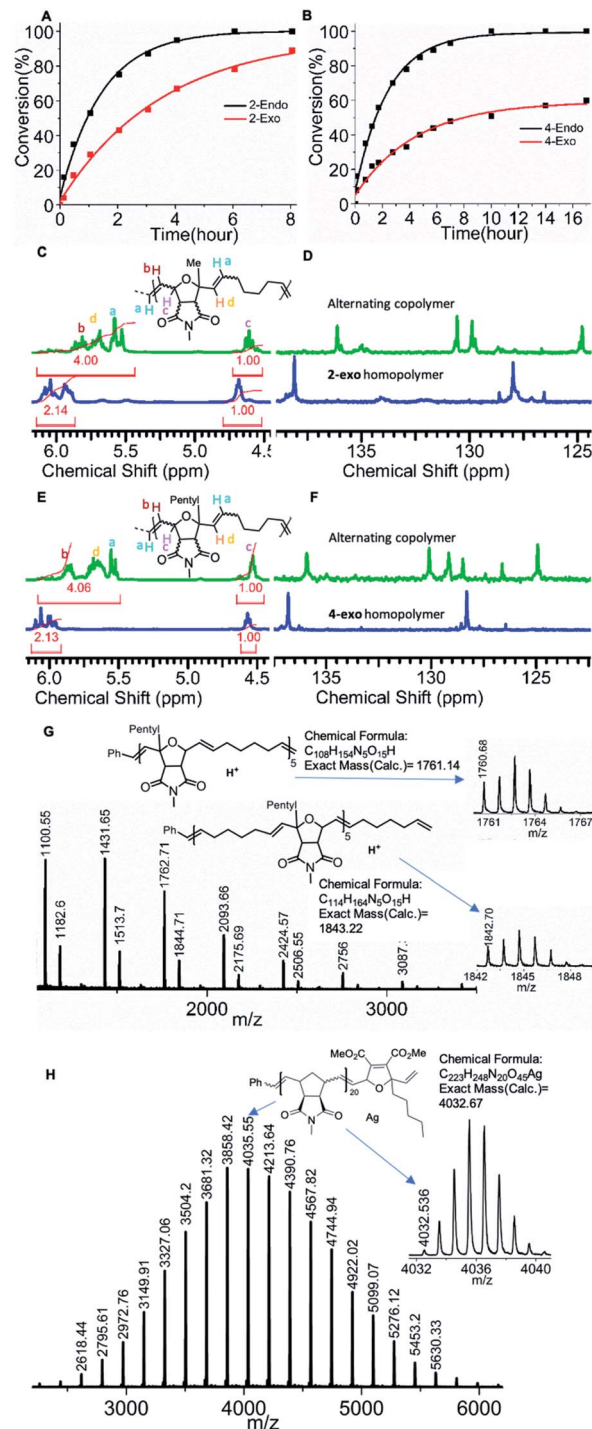 A
Conversion(%)
100
80
60
40
20
0
2-Endo
2-Exo
0 2 4 6 8
Time(hour)
B
Conversion(%)
100
80
60
40
20
0
4-Endo
4-Exo
0 3 6 9 12 15
Time(hour)
C
b H
O
Me
H a
a H
H c
H d
O
N
O
b
d
a
c
4.00
1.00
2.14
1.00
6.0 5.5 5.0 4.5
Chemical Shift (ppm)
D
Alternating copolymer
2-exo homopolymer
135 130 125
Chemical Shift (ppm)
E
Pentyl
b H
O
H a
a H
H c
H d
O
N
O
b
d
a
c
4.06
1.00
2.13
1.00
6.0 5.5 5.0 4.5
Chemical Shift (ppm)
F
Alternating copolymer
4-exo homopolymer
135 130 125
Chemical Shift (ppm)
G
Pentyl
O
Ph
5
O
N
O
H+
Chemical Formula:
C108H154N5O15H
Exact Mass(Calc.)= 1761.14
1760.68
1761 1764 1767
m/z
Pentyl
O
Ph
5
O
N
O
H+
Chemical Formula:
C114H164N5O15H
Exact Mass(Calc.)=
1843.22
1842.70
1842 1845 1848
m/z
1100.55
1182.6
1431.65
1513.7
1762.71
1844.71
2093.66
2175.69
2424.57
2506.55
2756
3087.
2000 3000
m/z
H
MeO2C
CO2Me
Ph
20
O
O
N
O
Ag
Chemical Formula:
C223H248N20O45Ag
Exact Mass(Calc.)=
4032.67
4032.536
4032 4036 4040
m/z
2618.44
2795.61
2972.76
3149.91
3327.06
3504.2
3681.32
3858.42
4035.55
4213.64
4390.76
4567.82
4744.94
4922.02
5099.07
5276.12
5453.2
5630.33
3000 4000 5000 6000
m/z